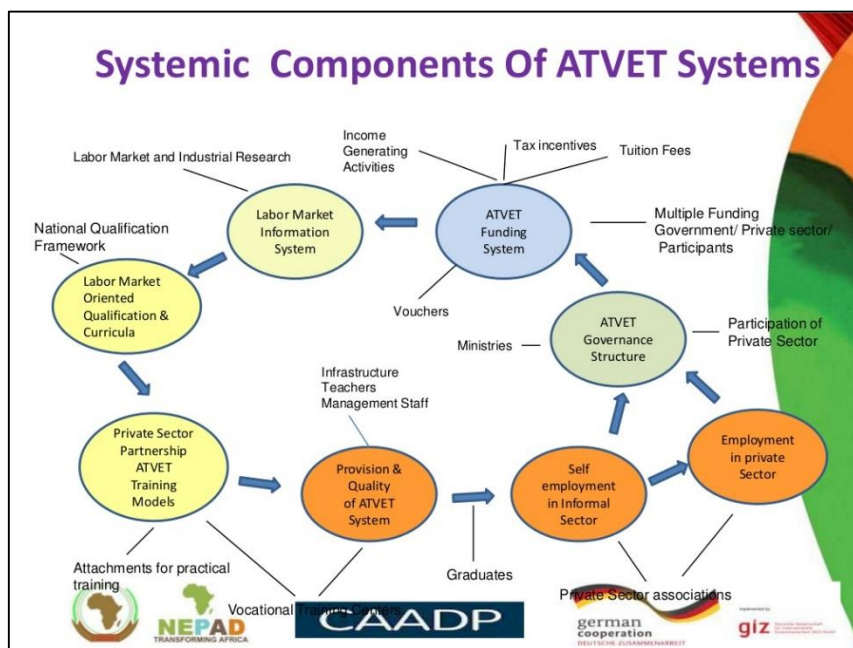 Systemic Components Of ATVET Systems
Income
Generating
Activities
Tax incentives
Tuition Fees
Labor Market and Industrial Research
Labor Market
Information
System
ATVET
Funding
System
Multiple Funding
Government/ Private sector/
Participants
National Qualification
Framework
Labor Market
Oriented
Qualification &
Curricula
Vouchers
ATVET
Governance
Structure
Ministries
Participation of
Private Sector
Infrastructure
Teachers
Management Staff
Private Sector
Partnership
ATVET
Training
Models
Provision &
Quality
of ATVET
System
Self
employment
in Informal
Sector
Employment
in private
Sector
Attachments for practical
training
Graduates
Vocational Training Centers
Private Sector associations
NEPAD
TRANSFORMING AFRICA
CAADP
german
cooperation
DEUTSCHE ZUSAMMENARBEIT
Implemented by
giz